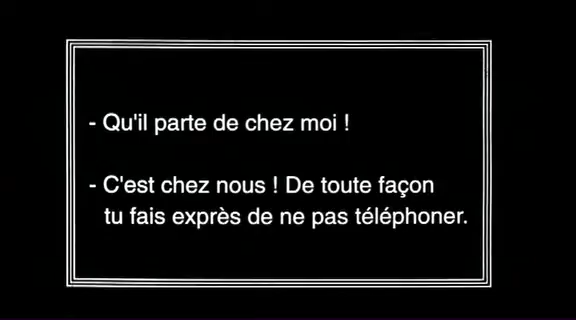 - Qu'il parte de chez moi !
- C'est chez nous ! De toute façon
tu fais exprès de ne pas téléphoner.